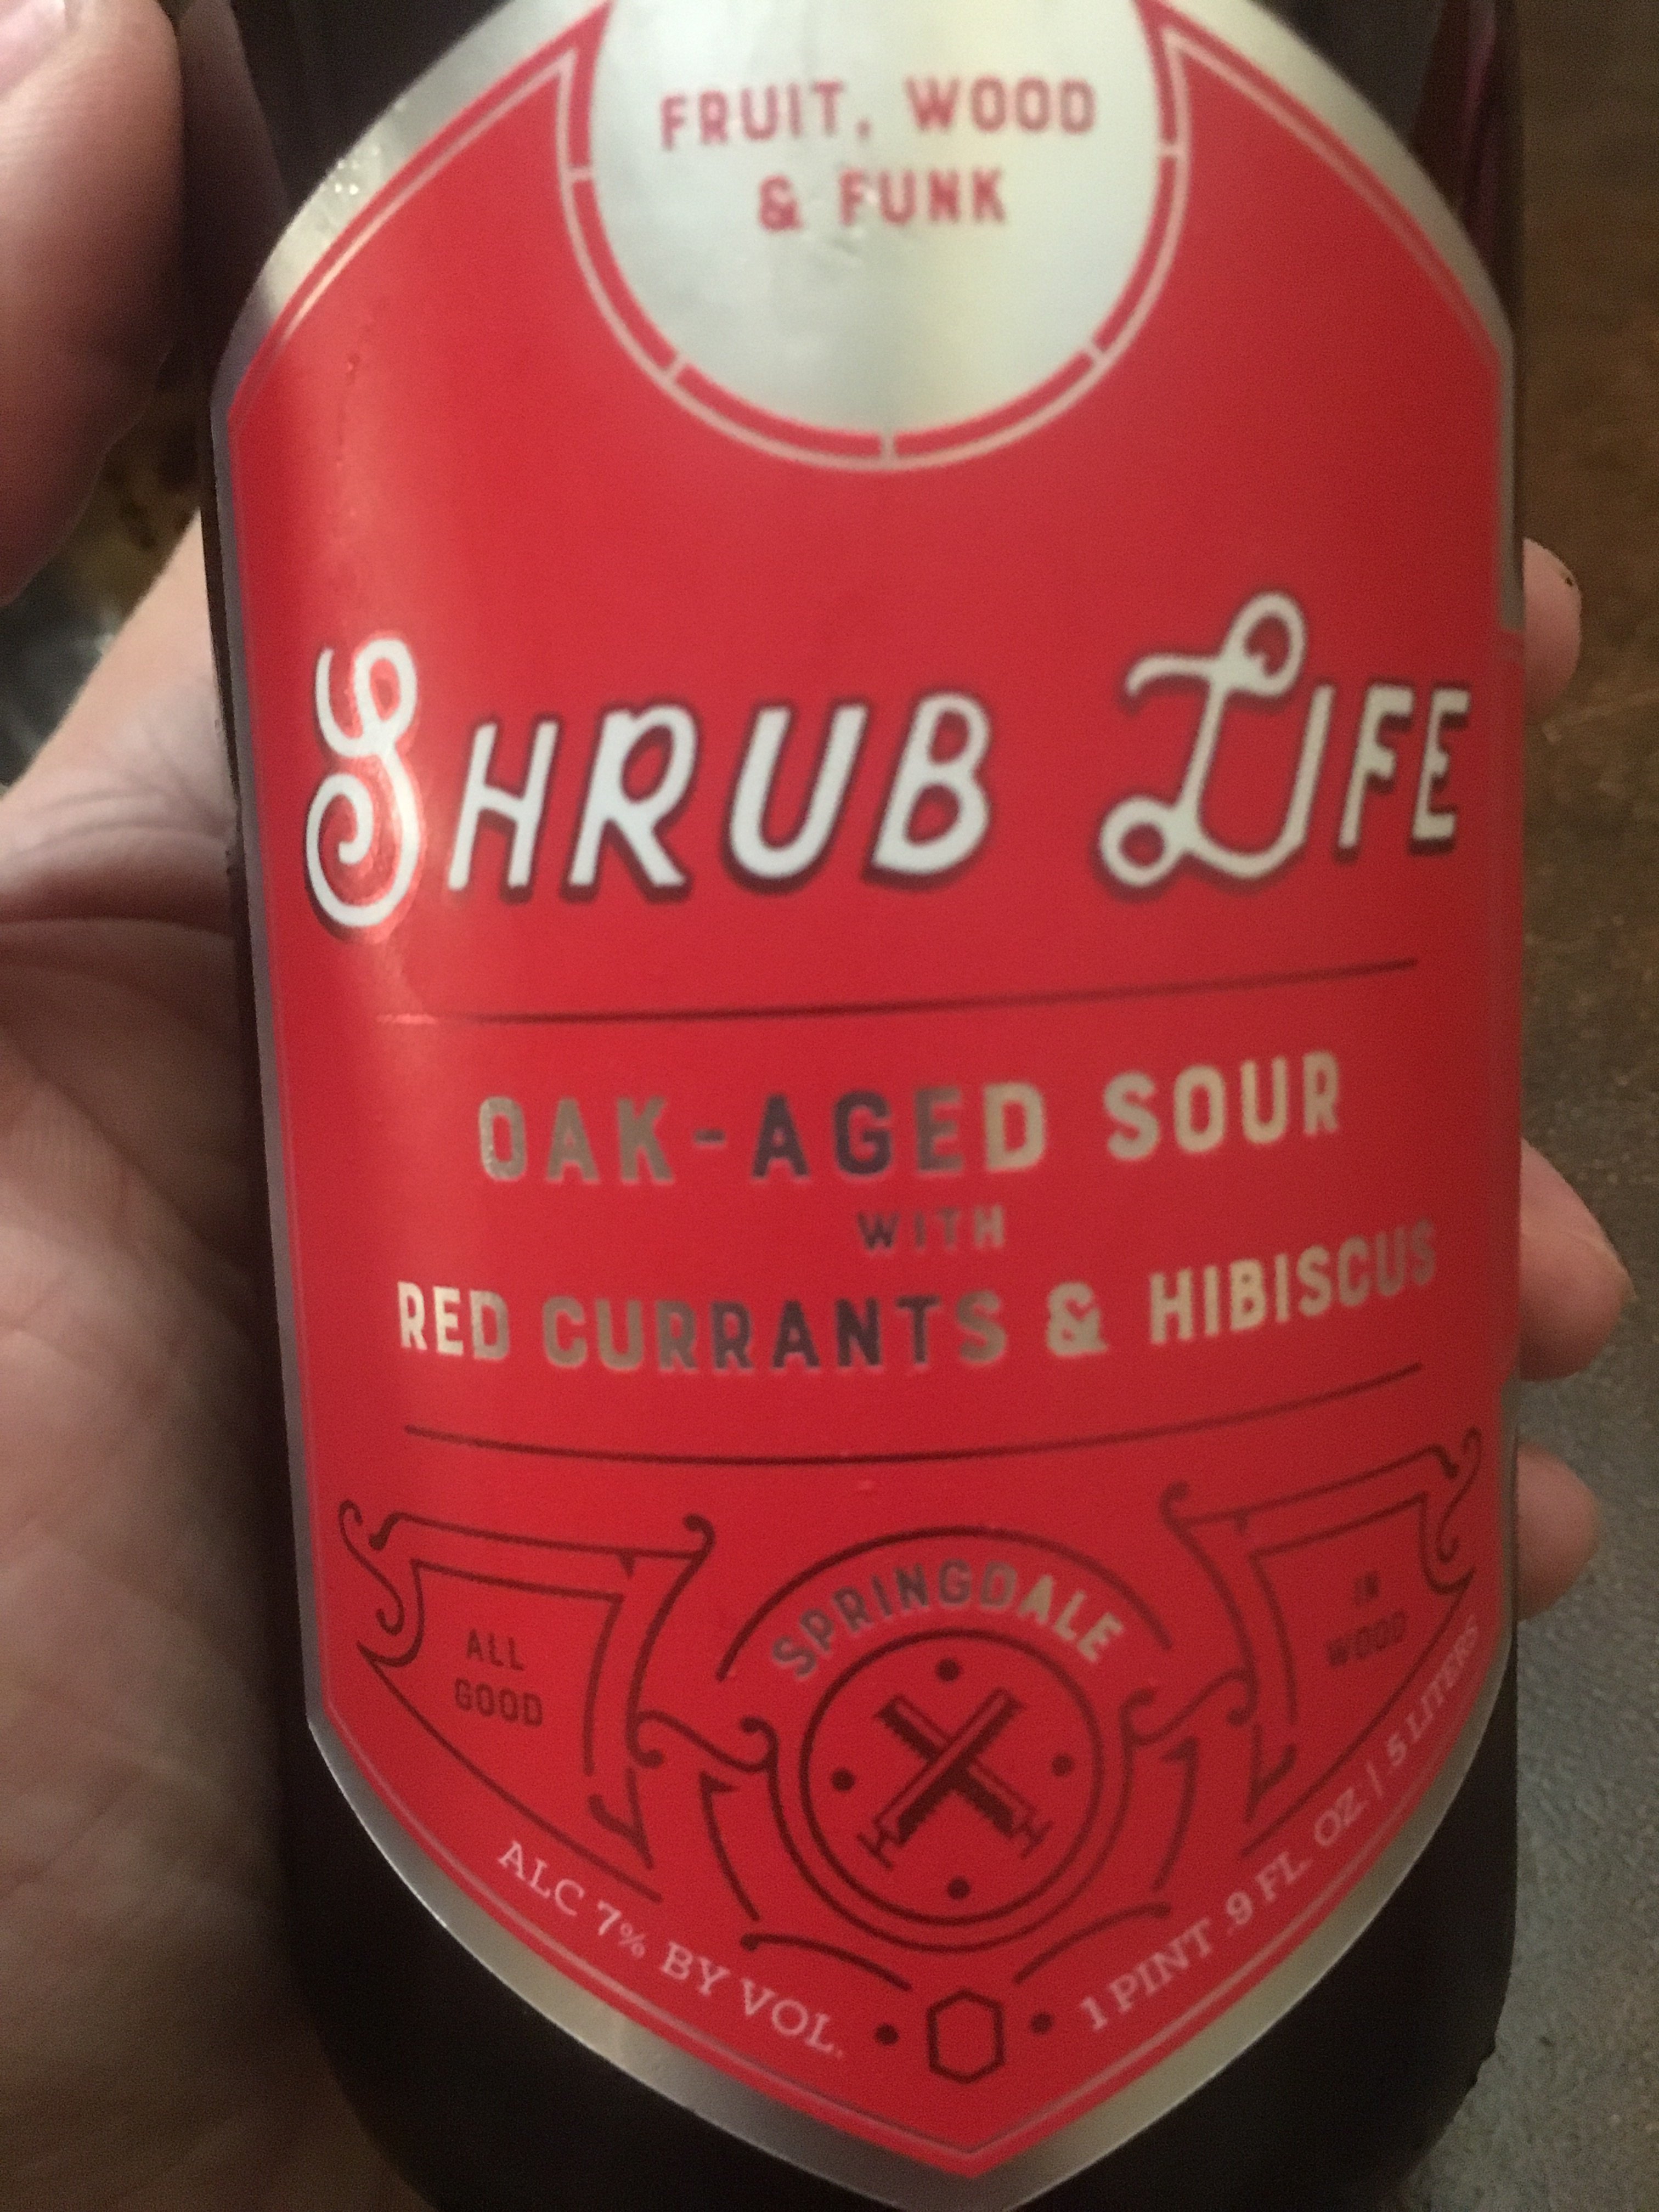 FRUIT, WOOD
& FUNK
SHRUB LIFE
OAK-AGED SOUR
WITH
RED CURRANTS & HIBISCUS
SPRINGDALE
ALL
GOOD
IN
WOOD
ALC 7% BY VOL.
1 PINT .9 FL. OZ. | .5 LITERS